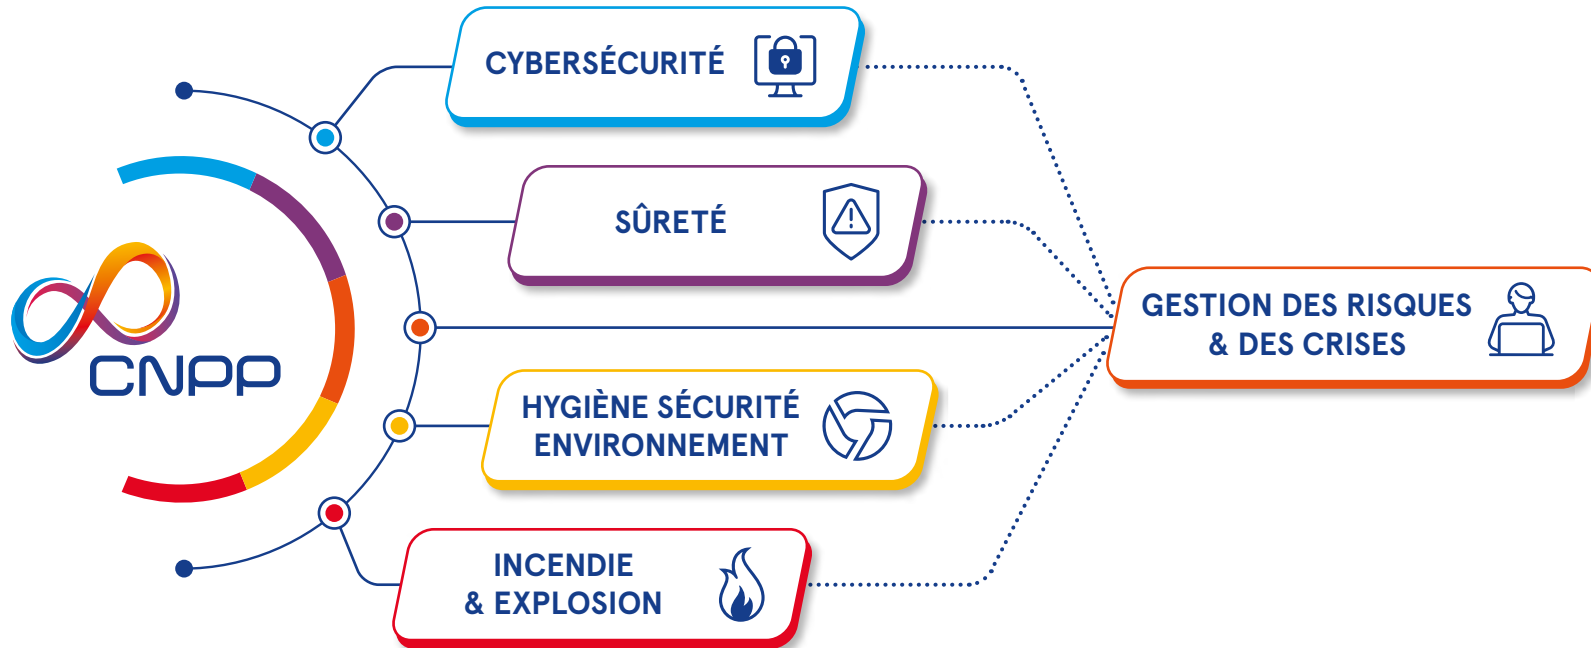 CYBERSÉCURITÉ
SÛRETÉ
CNPP
GESTION DES RISQUES
& DES CRISES
HYGIÈNE SÉCURITÉ
ENVIRONNEMENT
INCENDIE
& EXPLOSION